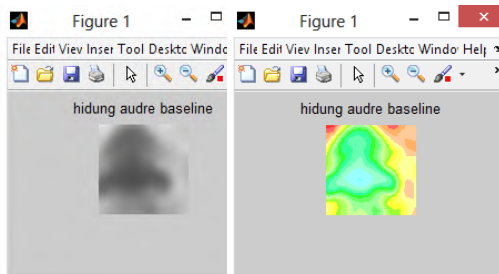 Figure 1
File Edit View Inser Tool Desktc Windo
hidung audre baseline
Figure 1
File Edit View Inser Tool Desktc Windov Help
hidung audre baseline